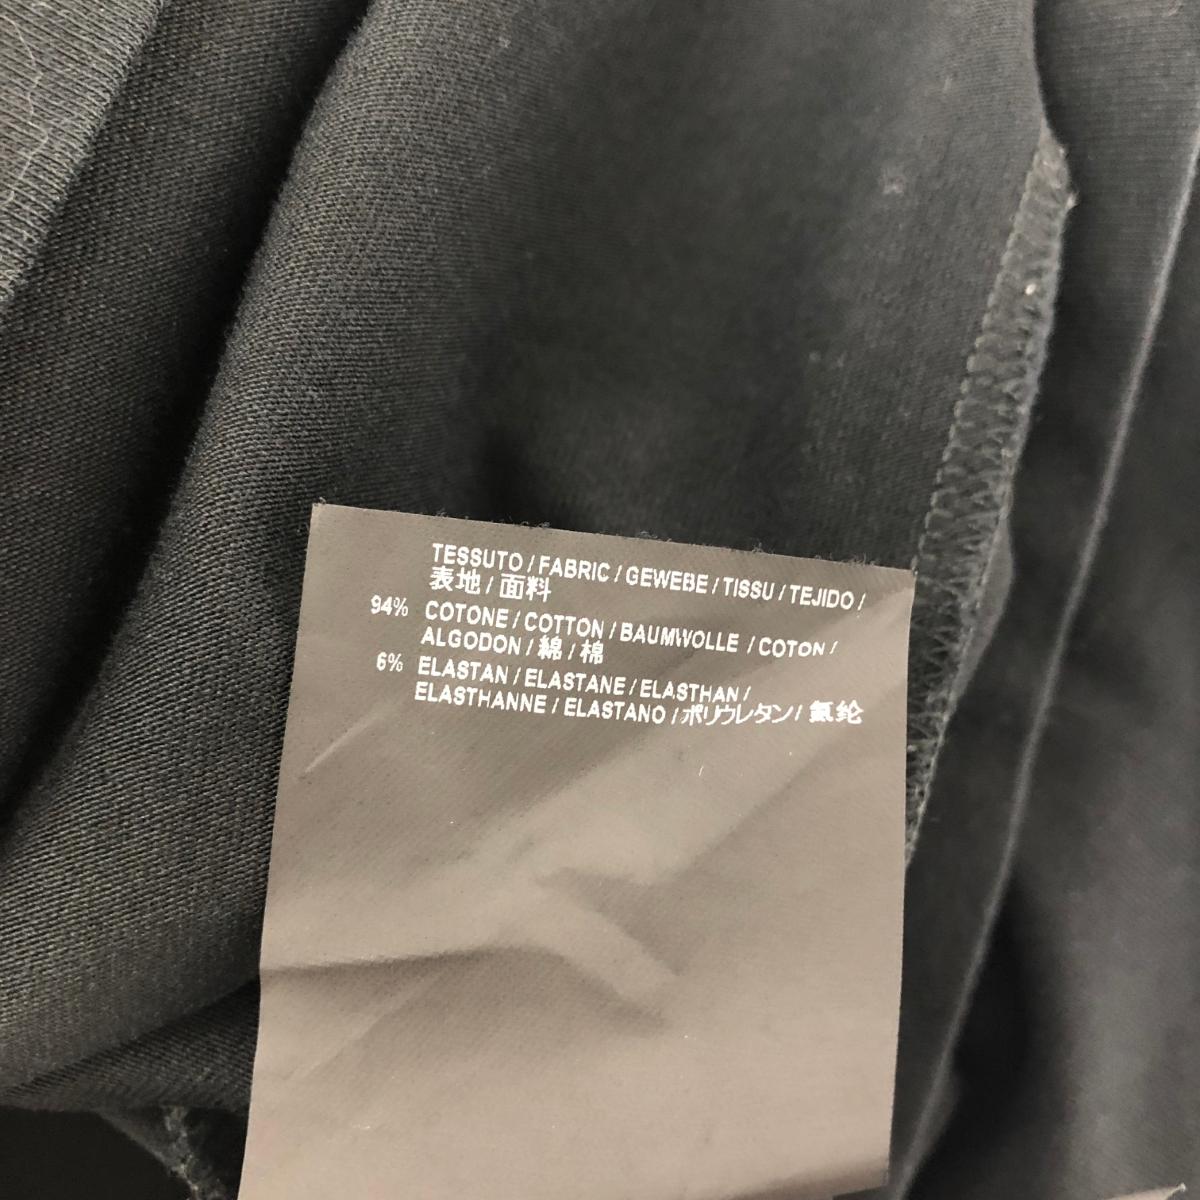 TESSUTO / FABRIC / GEWEBE / TISSU / TEJIDO /
表地 / 面料
94% COTONE / COTTON / BAUMWOLLE / COTON /
ALGODON / 綿 / 棉
6% ELASTAN / ELASTANE / ELASTHAN /
ELASTHANNE / ELASTANO / ポリウレタン / 氨纶